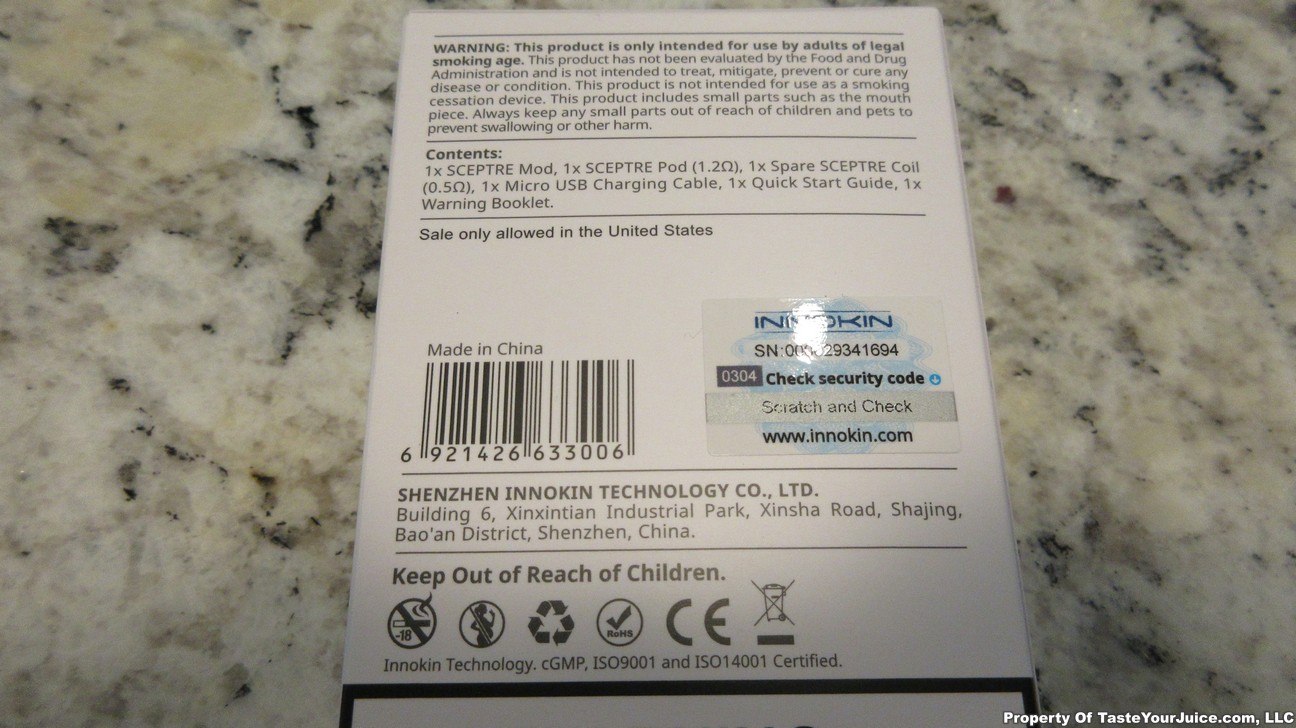 WARNING: This product is only intended for use by adults of legal
smoking age. This product has not been evaluated by the Food and Drug
Administration and is not intended to treat, mitigate, prevent or cure any
disease or condition. This product is not intended for use as a smoking
cessation device. This product includes small parts such as the mouth
piece. Always keep any small parts out of reach of children and pets to
prevent swallowing or other harm.
Contents:
1x SCEPTRE Mod, 1x SCEPTRE Pod (1.2Ω), 1x Spare SCEPTRE Coil
(0.5Ω), 1x Micro USB Charging Cable, 1x Quick Start Guide, 1x
Warning Booklet.
Sale only allowed in the United States
INNOKIN
0304 Check security code
Scratch and Check
www.innokin.com
Made in China
6 921426 633006
SHENZHEN INNOKIN TECHNOLOGY CO., LTD.
Building 6, Xinxintian Industrial Park, Xinsha Road, Shajing,
Bao'an District, Shenzhen, China.
Keep Out of Reach of Children.
-18 RoHS CE
Innokin Technology. cGMP, ISO9001 and ISO14001 Certified.
Property Of TasteYourJuice.com, LLC